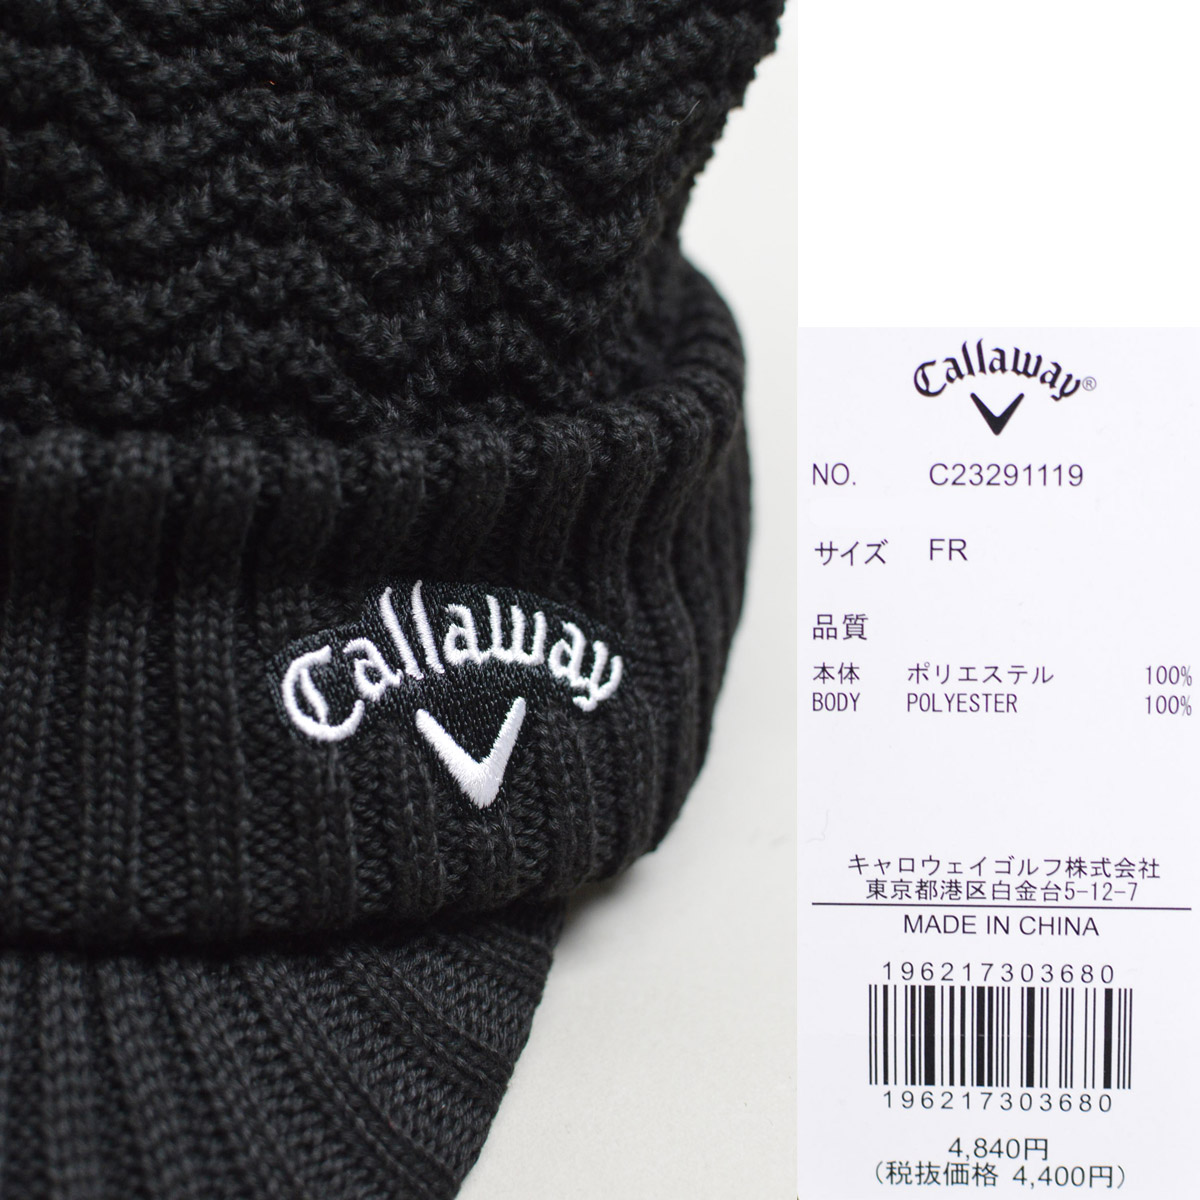 Callaway
Callaway®
NO. C23291119
サイズ FR
品質
本体 ポリエステル 100%
BODY POLYESTER 100%
キャロウェイゴルフ株式会社
東京都港区白金台5-12-7
MADE IN CHINA
196217303680
196217303680
4,840円
(税抜価格 4,400円)